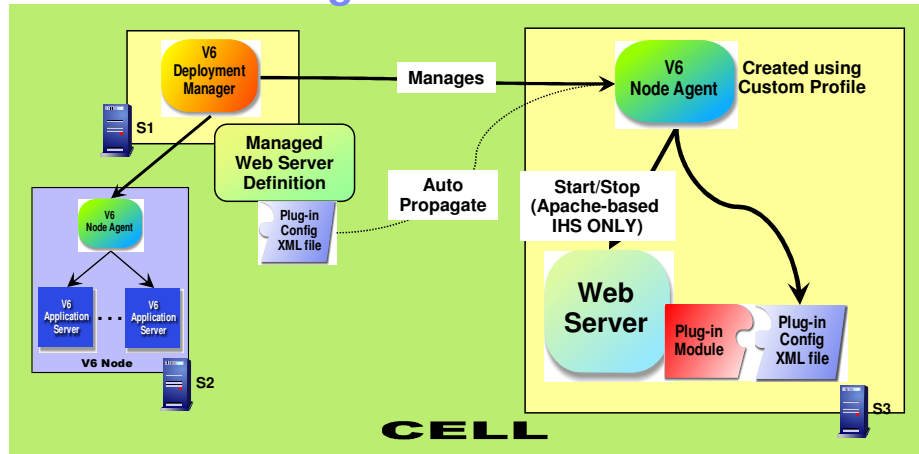 V6
Deployment
Manager
S1
Manages
V6
Node Agent
Created using
Custom Profile
Managed
Web Server
Definition
Plug-in
Config
XML file
Auto
Propagate
Start/Stop
(Apache-based
IHS ONLY)
V6
Node Agent
V6
Application
Server
. . .
V6
Application
Server
V6 Node
S2
Web
Server
Plug-in
Module
Plug-in
Config
XML file
S3
CELL